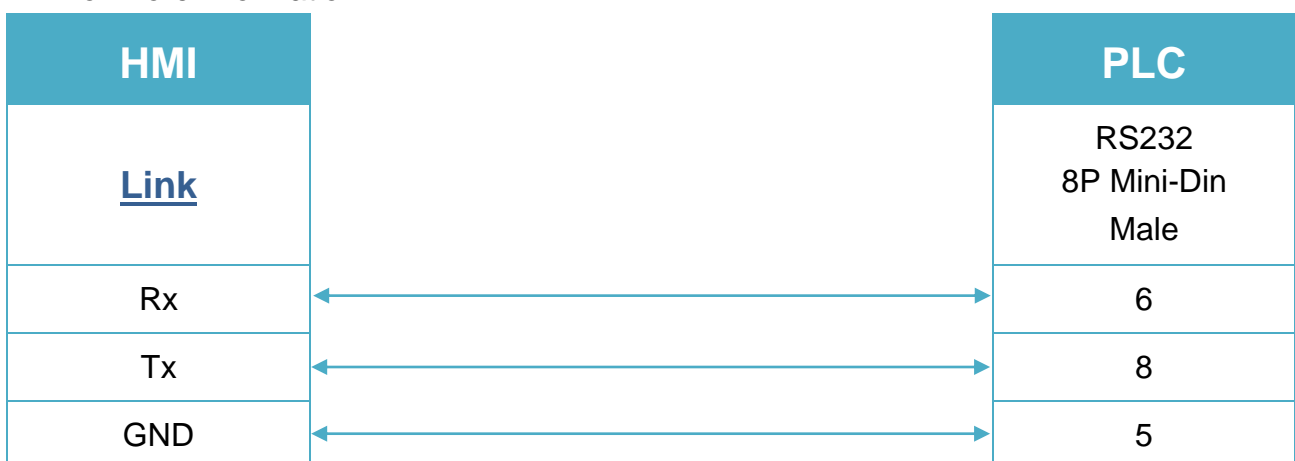 HMI
PLC
Link
RS232
8P Mini-Din
Male
Rx
6
Tx
8
GND
5